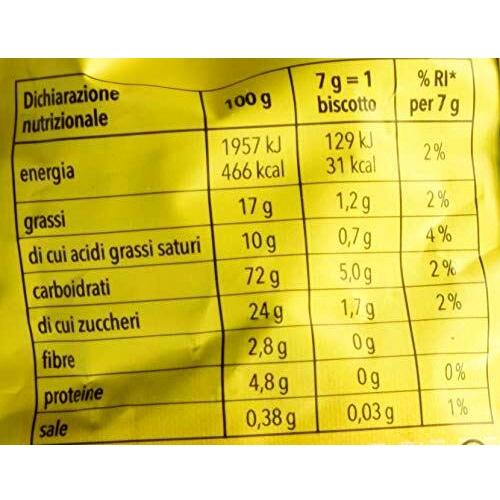 Dichiarazione nutrizionale 100 g 7 g = 1 biscotto % RI* per 7 g
energia 1957 kJ 466 kcal 129 kJ 31 kcal 2%
grassi 17 g 1,2 g 2%
di cui acidi grassi saturi 10 g 0,7 g 4%
carboidrati 72 g 5,0 g 2%
di cui zuccheri 24 g 1,7 g 2%
fibre 2,8 g 0 g
proteine 4,8 g 0 g 0%
sale 0,38 g 0,03 g 1%